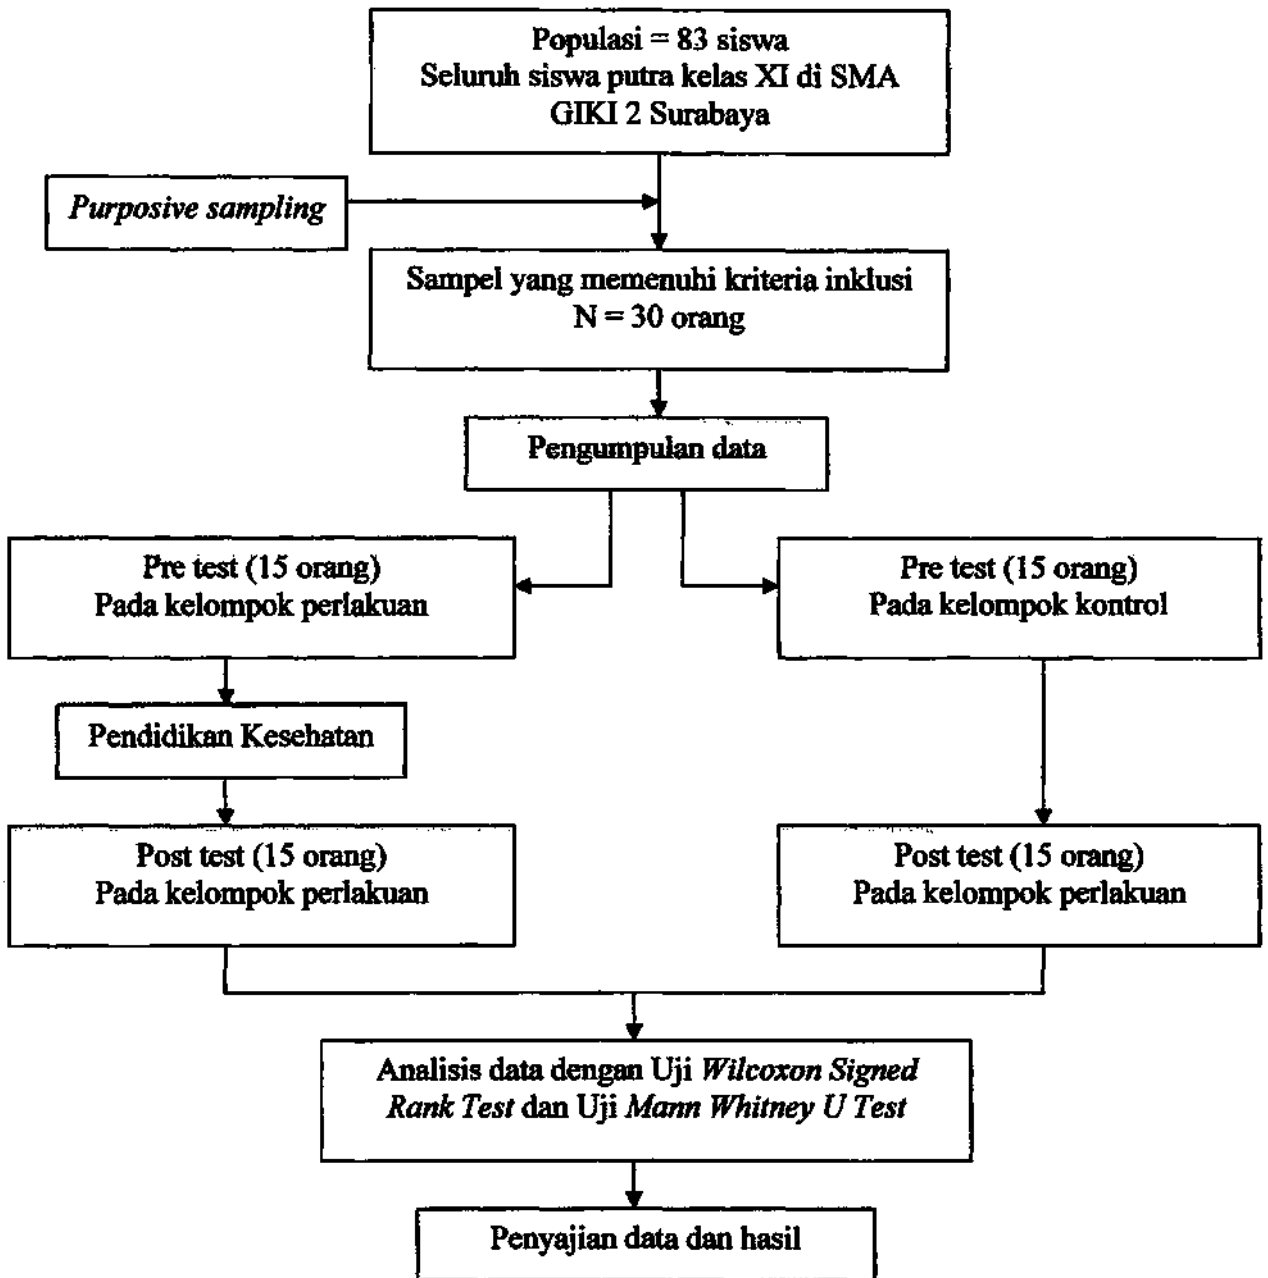 Populasi = 83 siswa
Seluruh siswa putra kelas XI di SMA
GIKI 2 Surabaya
Purposive sampling
Sampel yang memenuhi kriteria inklusi
N = 30 orang
Pengumpulan data
Pre test (15 orang)
Pada kelompok perlakuan
Pre test (15 orang)
Pada kelompok kontrol
Pendidikan Kesehatan
Post test (15 orang)
Pada kelompok perlakuan
Post test (15 orang)
Pada kelompok perlakuan
Analisis data dengan Uji Wilcoxon Signed
Rank Test dan Uji Mann Whitney U Test
Penyajian data dan hasil